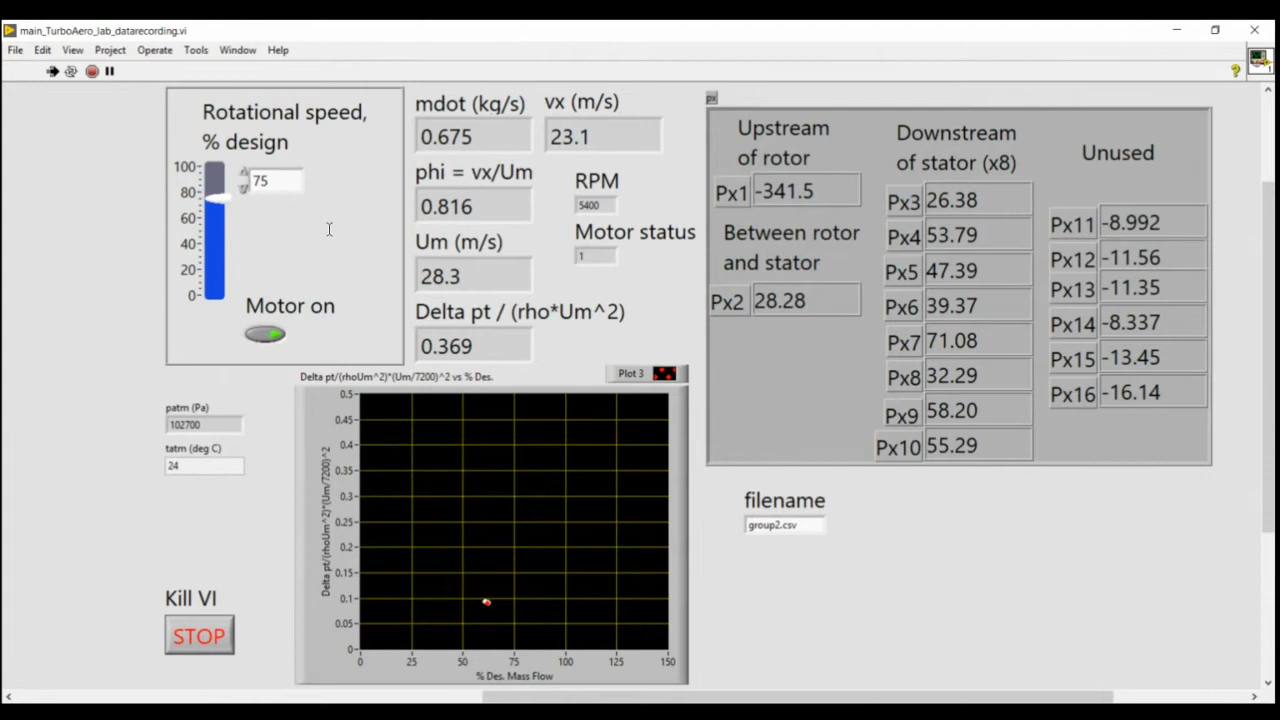 main_TurboAero_lab_datarecording.vi
File Edit View Project Operate Tools Window Help
Rotational speed,
% design
100
80
60
40
20
0
75
Motor on
mdot (kg/s)
0.675
vx (m/s)
23.1
phi = vx/Um
0.816
RPM
5400
Um (m/s)
28.3
Motor status
1
Delta pt / (rho*Um^2)
0.369
px
Upstream
of rotor
Px1 -341.5
Between rotor
and stator
Px2 28.28
Downstream
of stator (x8)
Px3 26.38
Px4 53.79
Px5 47.39
Px6 39.37
Px7 71.08
Px8 32.29
Px9 58.20
Px10 55.29
Unused
Px11 -8.992
Px12 -11.56
Px13 -11.35
Px14 -8.337
Px15 -13.45
Px16 -16.14
patm (Pa)
102700
tatm (deg C)
24
Delta pt/(rhoUm^2)*(Um/7200)^2 vs % Des.
Plot 3
Delta pt/(rhoUm^2)*(Um/7200)^2
0.5
0.45
0.4
0.35
0.3
0.25
0.2
0.15
0.1
0.05
0
0 25 50 75 100 125 150
% Des. Mass Flow
filename
group2.csv
Kill VI
STOP